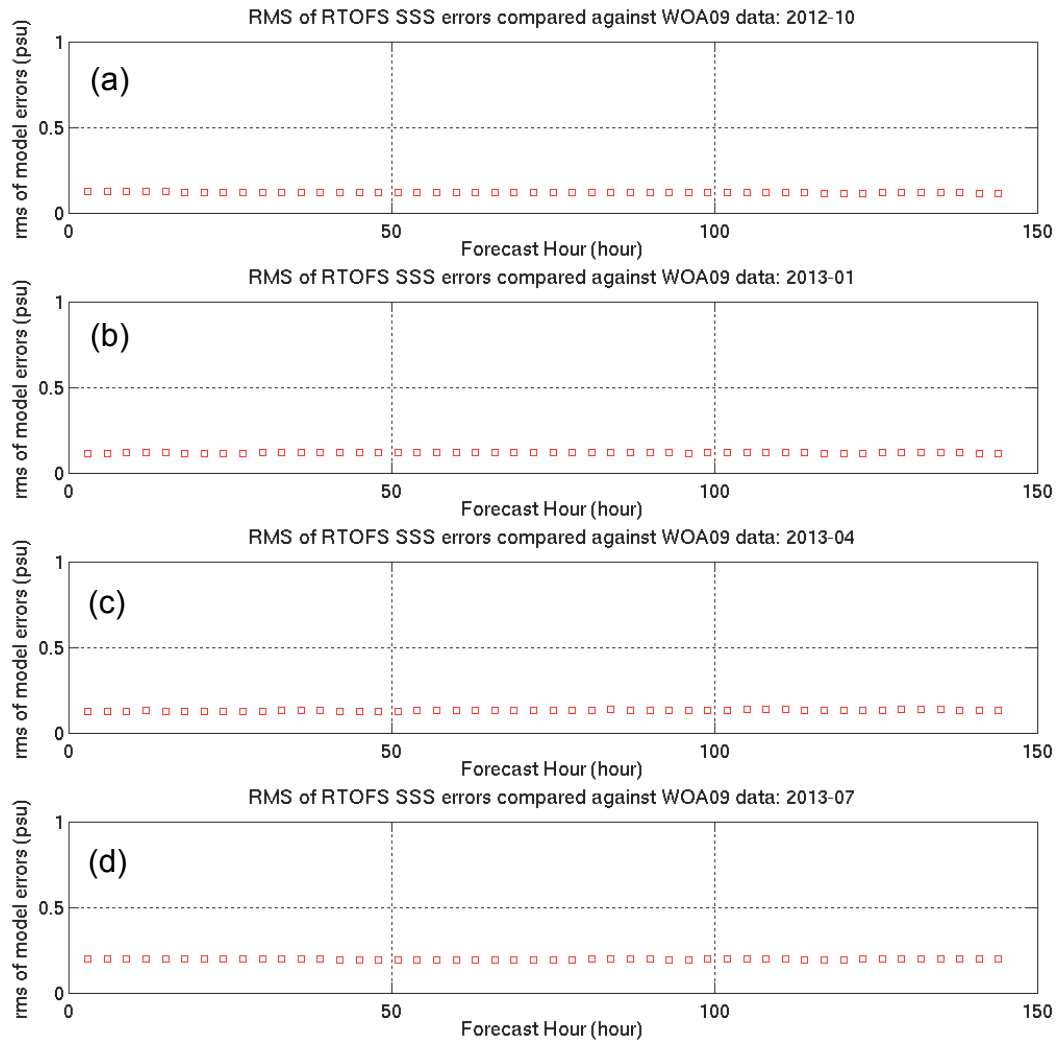 RMS of RTOFS SSS errors compared against WOA09 data: 2012-10
rms of model errors (psu)
1
0.5
0
(a)
0 50 100 150
Forecast Hour (hour)
RMS of RTOFS SSS errors compared against WOA09 data: 2013-01
rms of model errors (psu)
1
0.5
0
(b)
0 50 100 150
Forecast Hour (hour)
RMS of RTOFS SSS errors compared against WOA09 data: 2013-04
rms of model errors (psu)
1
0.5
0
(c)
0 50 100 150
Forecast Hour (hour)
RMS of RTOFS SSS errors compared against WOA09 data: 2013-07
rms of model errors (psu)
1
0.5
0
(d)
0 50 100 150
Forecast Hour (hour)